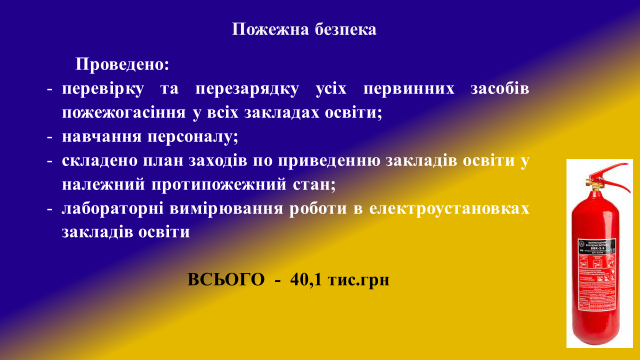 Пожежна безпека
Проведено:
- перевірку та перезарядку усіх первинних засобів
пожежогасіння у всіх закладах освіти;
- навчання персоналу;
- складено план заходів по приведенню закладів освіти у
належний протипожежний стан;
- лабораторні вимірювання роботи в електроустановках
закладів освіти
ВСЬОГО - 40,1 тис.грн